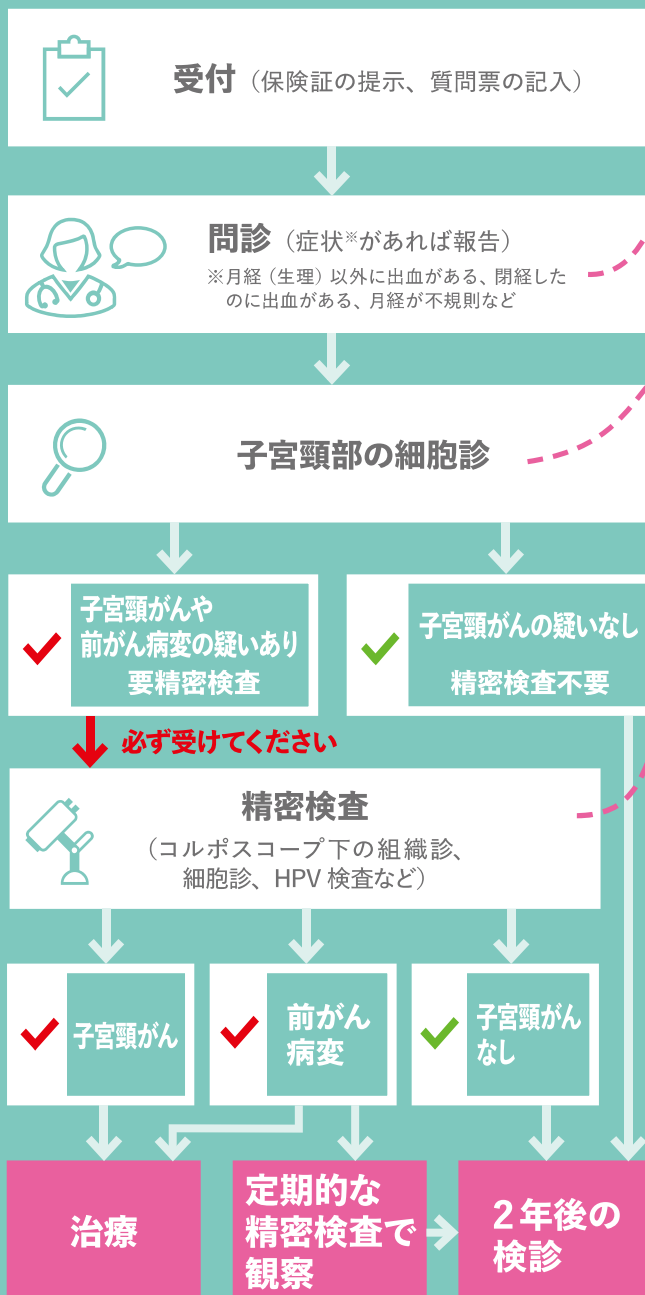 受付（保険証の提示、質問票の記入）
問診（症状※があれば報告）
※月経（生理）以外に出血がある、閉経した
のに出血がある、月経が不規則など
子宮頸部の細胞診
子宮頸がんや
前がん病変の疑いあり
要精密検査
子宮頸がんの疑いなし
精密検査不要
必ず受けてください
精密検査
（コルポスコープ下の組織診、
細胞診、HPV 検査など）
子宮頸がん
前がん
病変
子宮頸がん
なし
治療
定期的な
精密検査で
観察
2年後の
検診